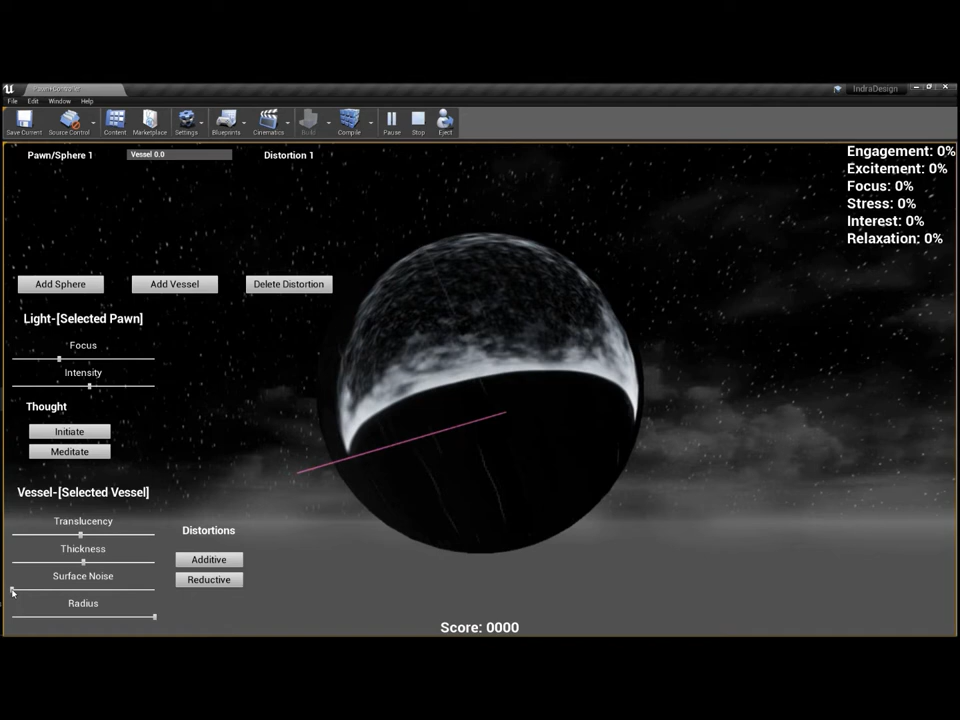 IndraDesign
File Edit Window Help
Save Current Source Control Content Marketplace Settings Blueprints Cinematics Build Compile Pause Stop Eject
Pawn/Sphere 1 Vessel 0.0 Distortion 1
Engagement: 0%
Excitement: 0%
Focus: 0%
Stress: 0%
Interest: 0%
Relaxation: 0%
Add Sphere Add Vessel Delete Distortion
Light-[Selected Pawn]
Focus
Intensity
Thought
Initiate
Meditate
Vessel-[Selected Vessel]
Translucency
Distortions
Thickness
Additive
Surface Noise
Reductive
Radius
Score: 0000